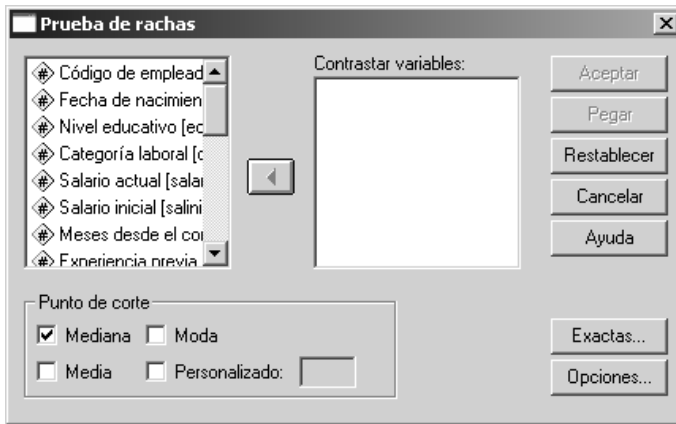 Prueba de rachas
Código de emplead
Fecha de nacimien
Nivel educativo [ed
Categoría laboral [c
Salario actual [salar
Salario inicial [salini
Meses desde el con
Experiencia previa
Contrastar variables:
Aceptar
Pegar
Restablecer
Cancelar
Ayuda
Punto de corte
Mediana
Moda
Media
Personalizado:
Exactas...
Opciones...